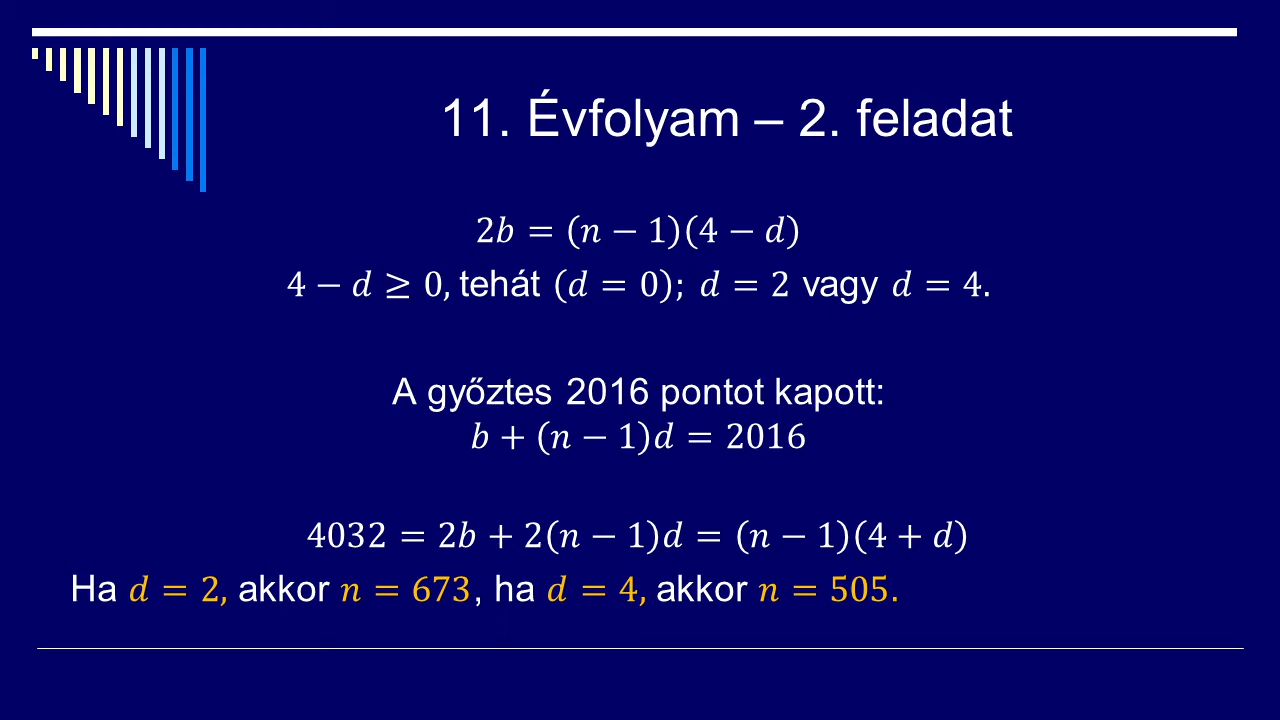 11. Évfolyam – 2. feladat
2𝑏 = (𝑛 − 1)(4 − 𝑑)
4 − 𝑑 ≥ 0, tehát (𝑑 = 0); 𝑑 = 2 vagy 𝑑 = 4.
A győztes 2016 pontot kapott:
𝑏 + (𝑛 − 1)𝑑 = 2016
4032 = 2𝑏 + 2(𝑛 − 1)𝑑 = (𝑛 − 1)(4 + 𝑑)
Ha 𝑑 = 2, akkor 𝑛 = 673, ha 𝑑 = 4, akkor 𝑛 = 505.